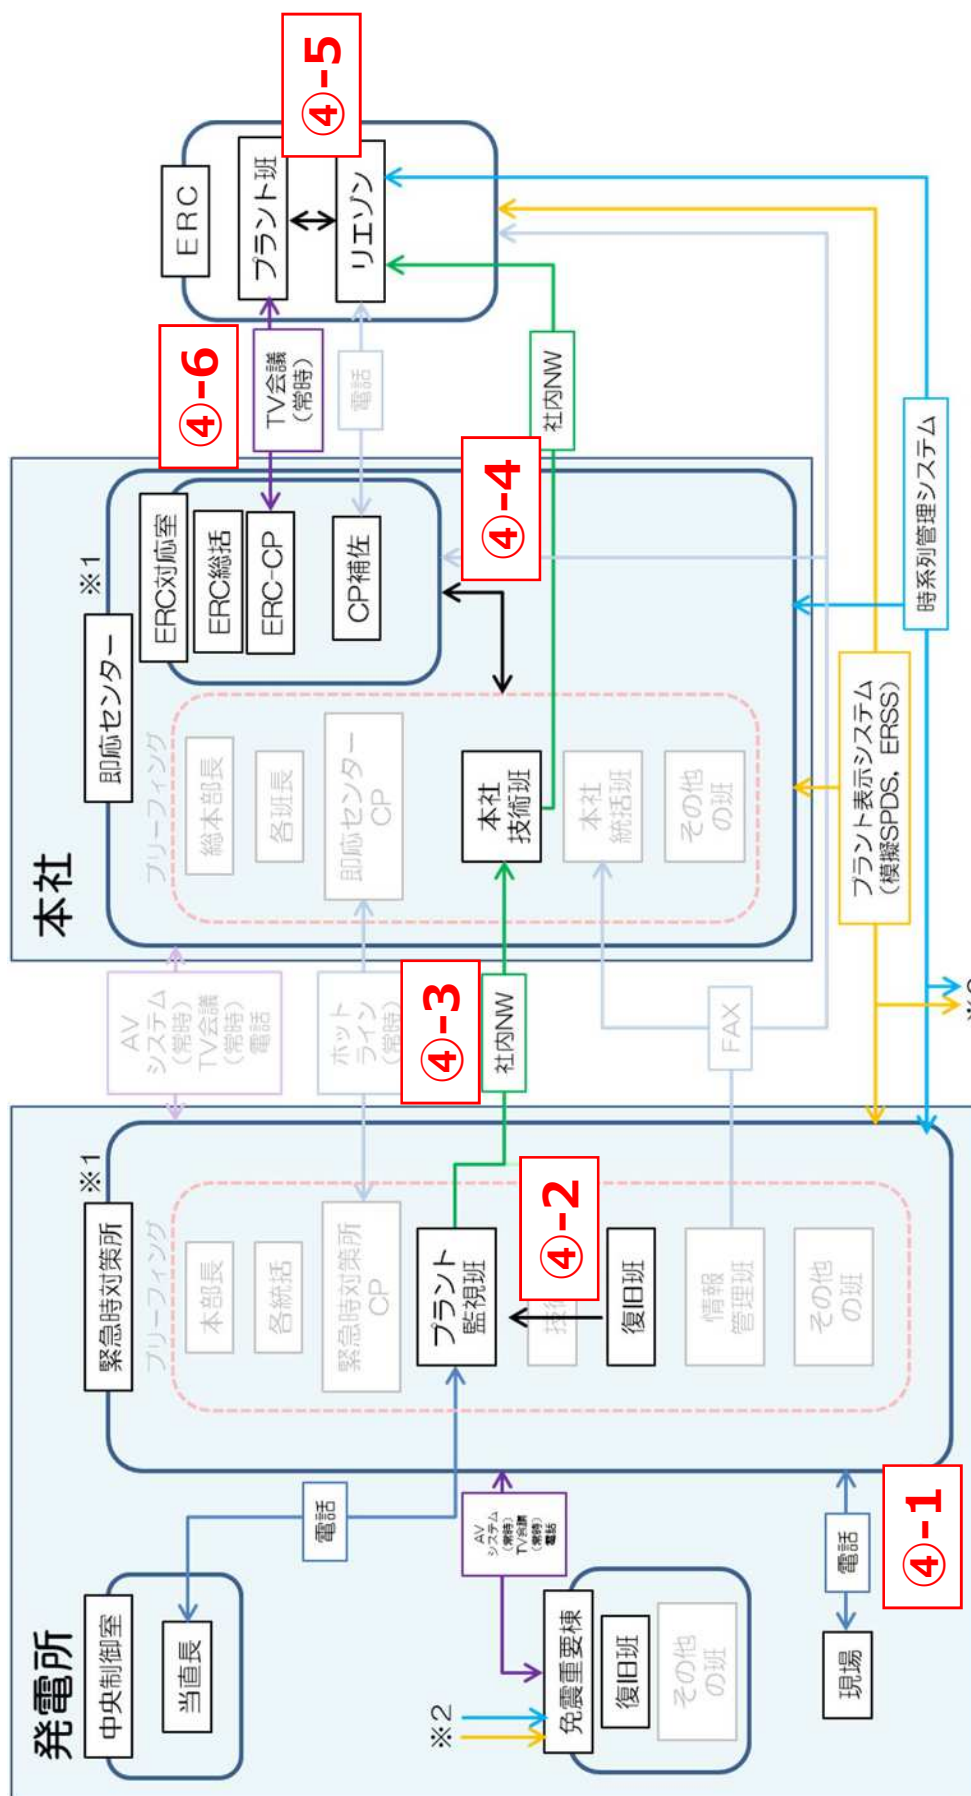 発電所
中央制御室
当直長
電話
※2
免震重要棟
復旧班
その他
の班
AV
システム
(常時)
TV会議
(常時)
電話
現場
電話
④-1
緊急時対策所
※1
ブリーフィング
本部長
各統括
緊急時対策所
CP
プラント
監視班
④-2
技術
復旧班
情報
管理班
その他
の班
AV
システム
(常時)
TV会議
(常時)
電話
ホット
ライン
(常時)
④-3
社内NW
FAX
本社
即応センター
※1
ブリーフィング
総本部長
各班長
即応センター
CP
本社
技術班
本社
統括班
その他
の班
ERC対応室
ERC総括
ERC-CP
CP補佐
④-4
④-6
TV会議
(常時)
電話
社内NW
ERC
プラント班
リエゾン
④-5
プラント表示システム
(模擬SPDS, ERSS)
時系列管理システム